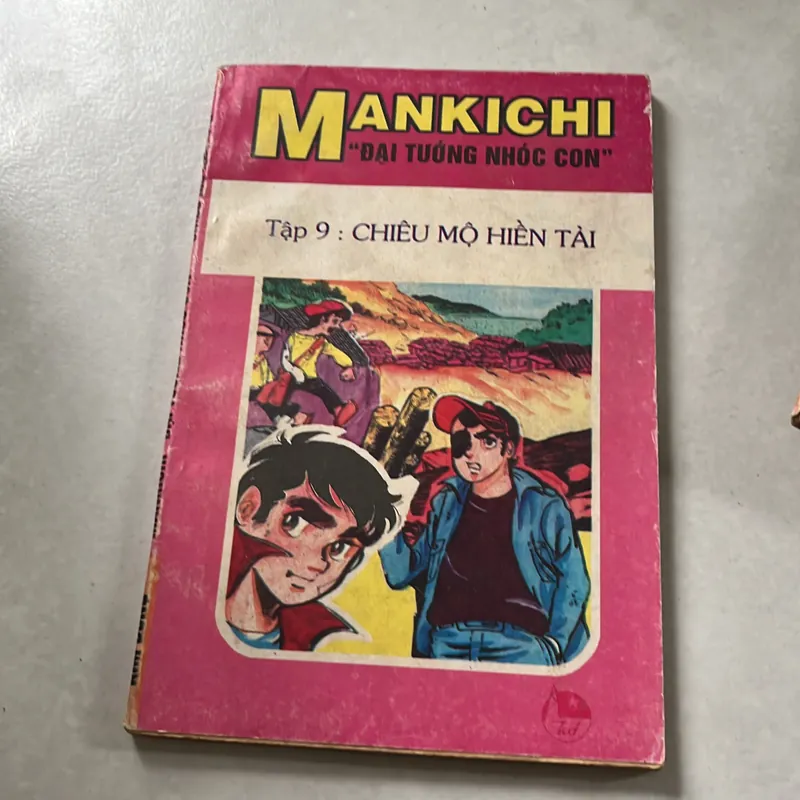 MANKICHI
"ĐẠI TƯỚNG NHÓC CON"
Tập 9 : CHIÊU MỘ HIỀN TÀI